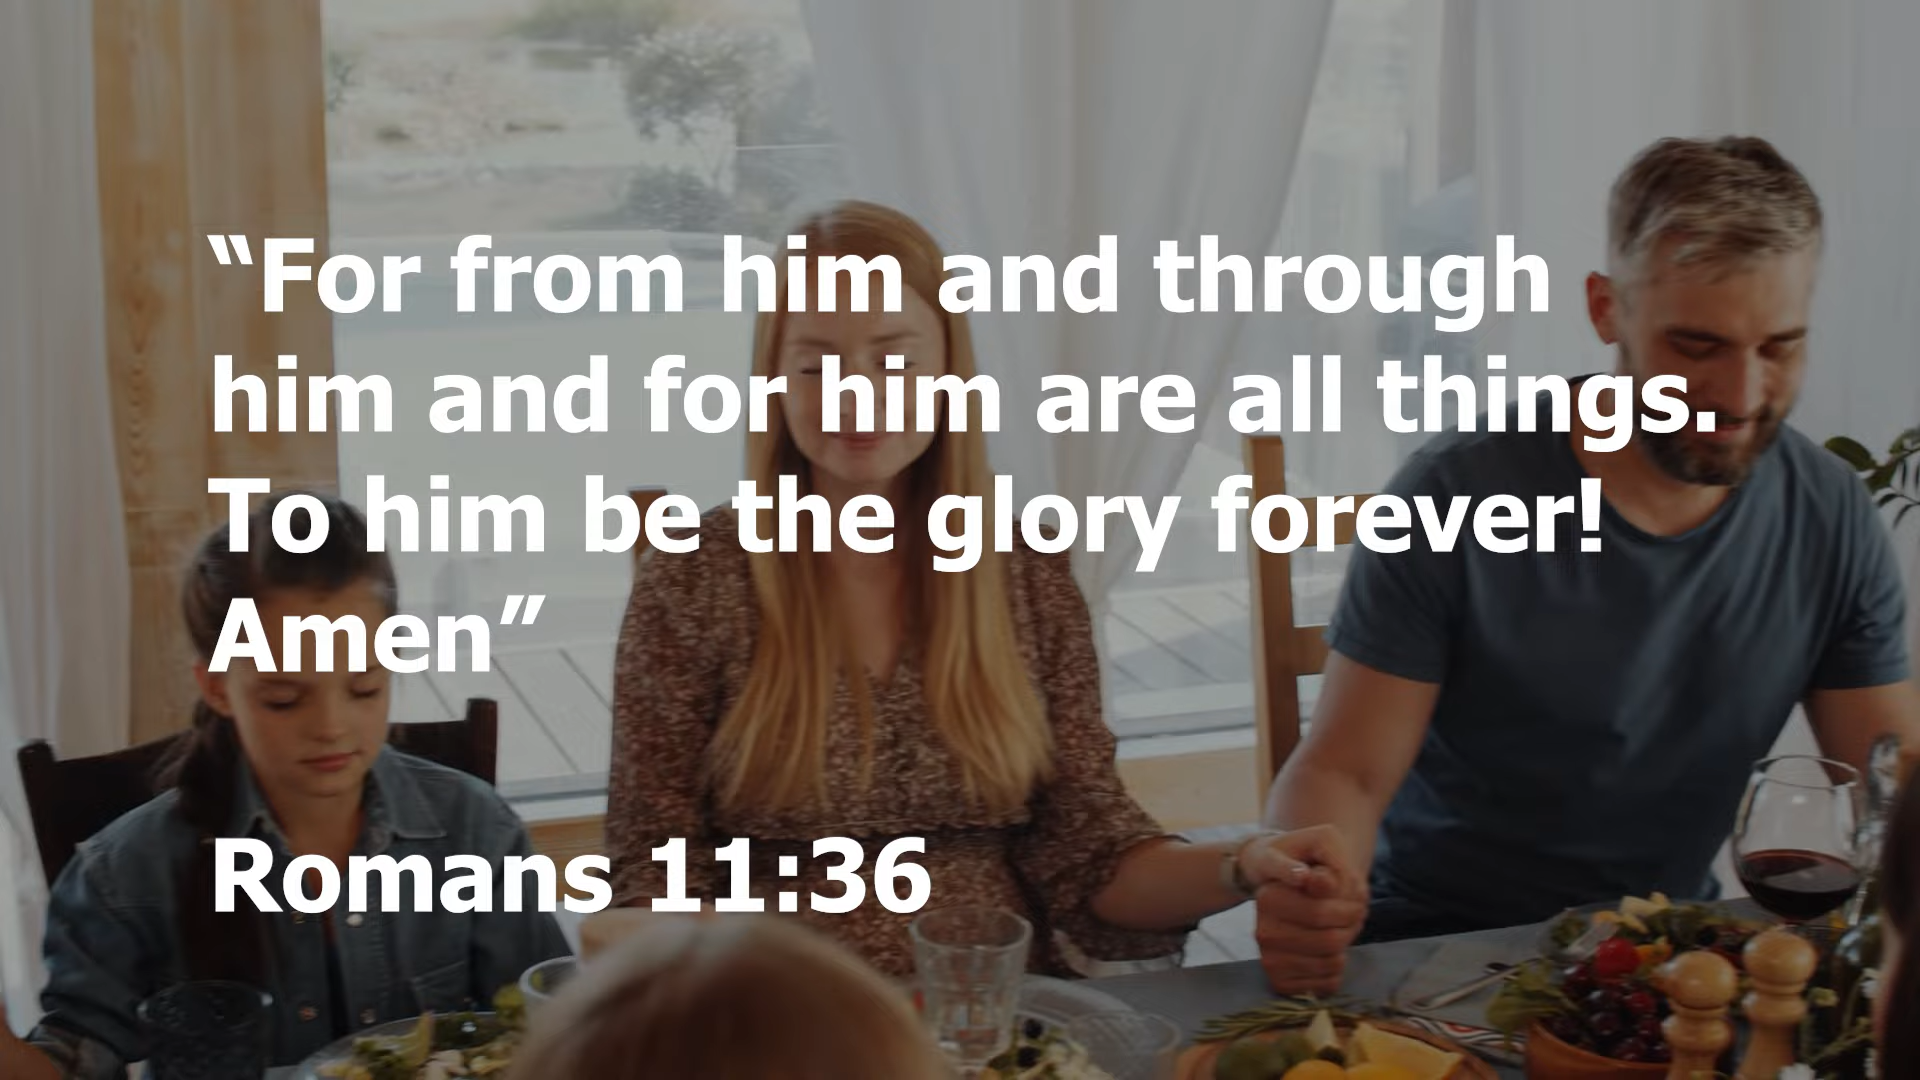 “For from him and through
him and for him are all things.
To him be the glory forever!
Amen”
Romans 11:36